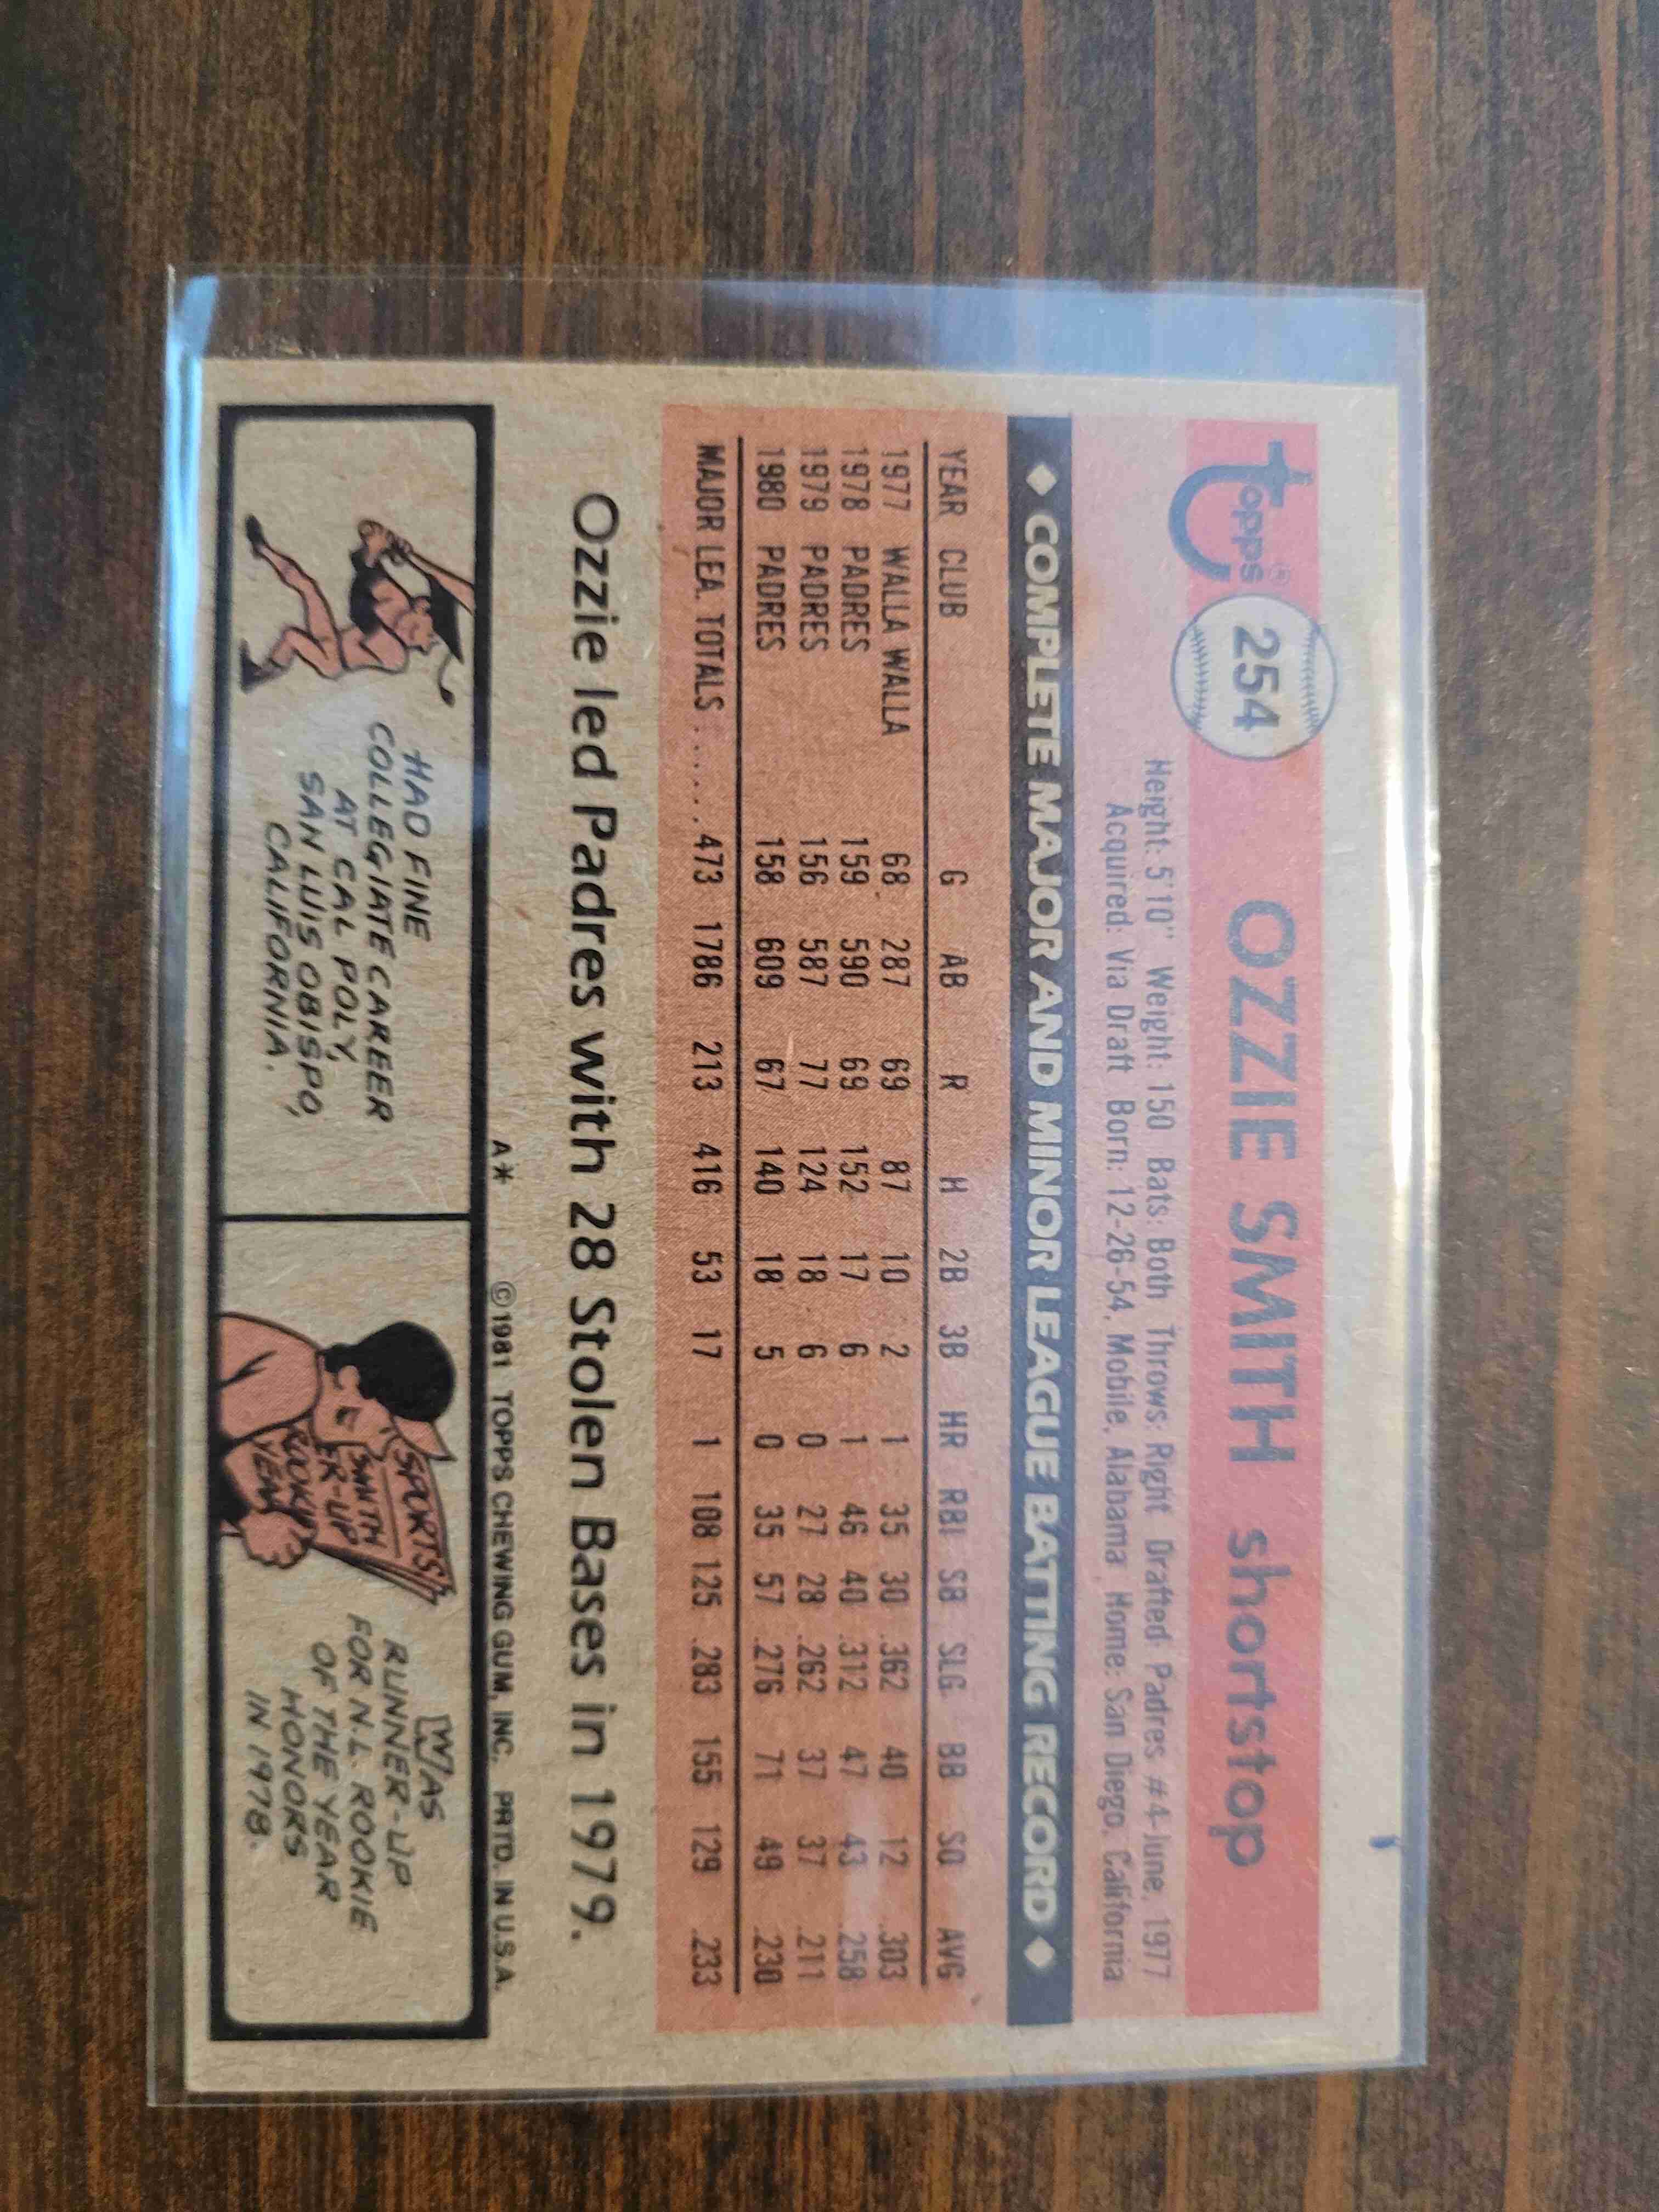 topps® 254 OZZIE SMITH shortstop
Height: 5'10" Weight: 150 Bats: Both Throws: Right Drafted: Padres #4-June, 1977
Acquired: Via Draft Born: 12-26-54, Mobile, Alabama Home: San Diego, California
◆ COMPLETE MAJOR AND MINOR LEAGUE BATTING RECORD ◆
YEAR CLUB G AB R H 2B 3B HR RBI SB SLG BB SO AVG
1977 WALLA WALLA 68 287 69 87 10 2 1 35 30 .362 40 12 .303
1978 PADRES 159 590 69 152 17 6 1 46 40 .312 47 43 .258
1979 PADRES 156 587 77 124 18 6 0 27 28 .262 37 37 .211
1980 PADRES 158 609 67 140 18 5 0 35 57 .276 71 49 .230
MAJOR LEA. TOTALS ...... 473 1786 213 416 53 17 1 108 125 .283 155 129 .233
Ozzie led Padres with 28 Stolen Bases in 1979.
A* ©1981 TOPPS CHEWING GUM, INC. PRTD. IN U.S.A.
HAD FINE
COLLEGIATE CAREER
AT CAL POLY,
SAN LUIS OBISPO,
CALIFORNIA.
SPORTS
SMITH
ER-UP
ROOKIE
YEAR
WAS
RUNNER-UP
FOR N.L. ROOKIE
OF THE YEAR
HONORS
IN 1978.